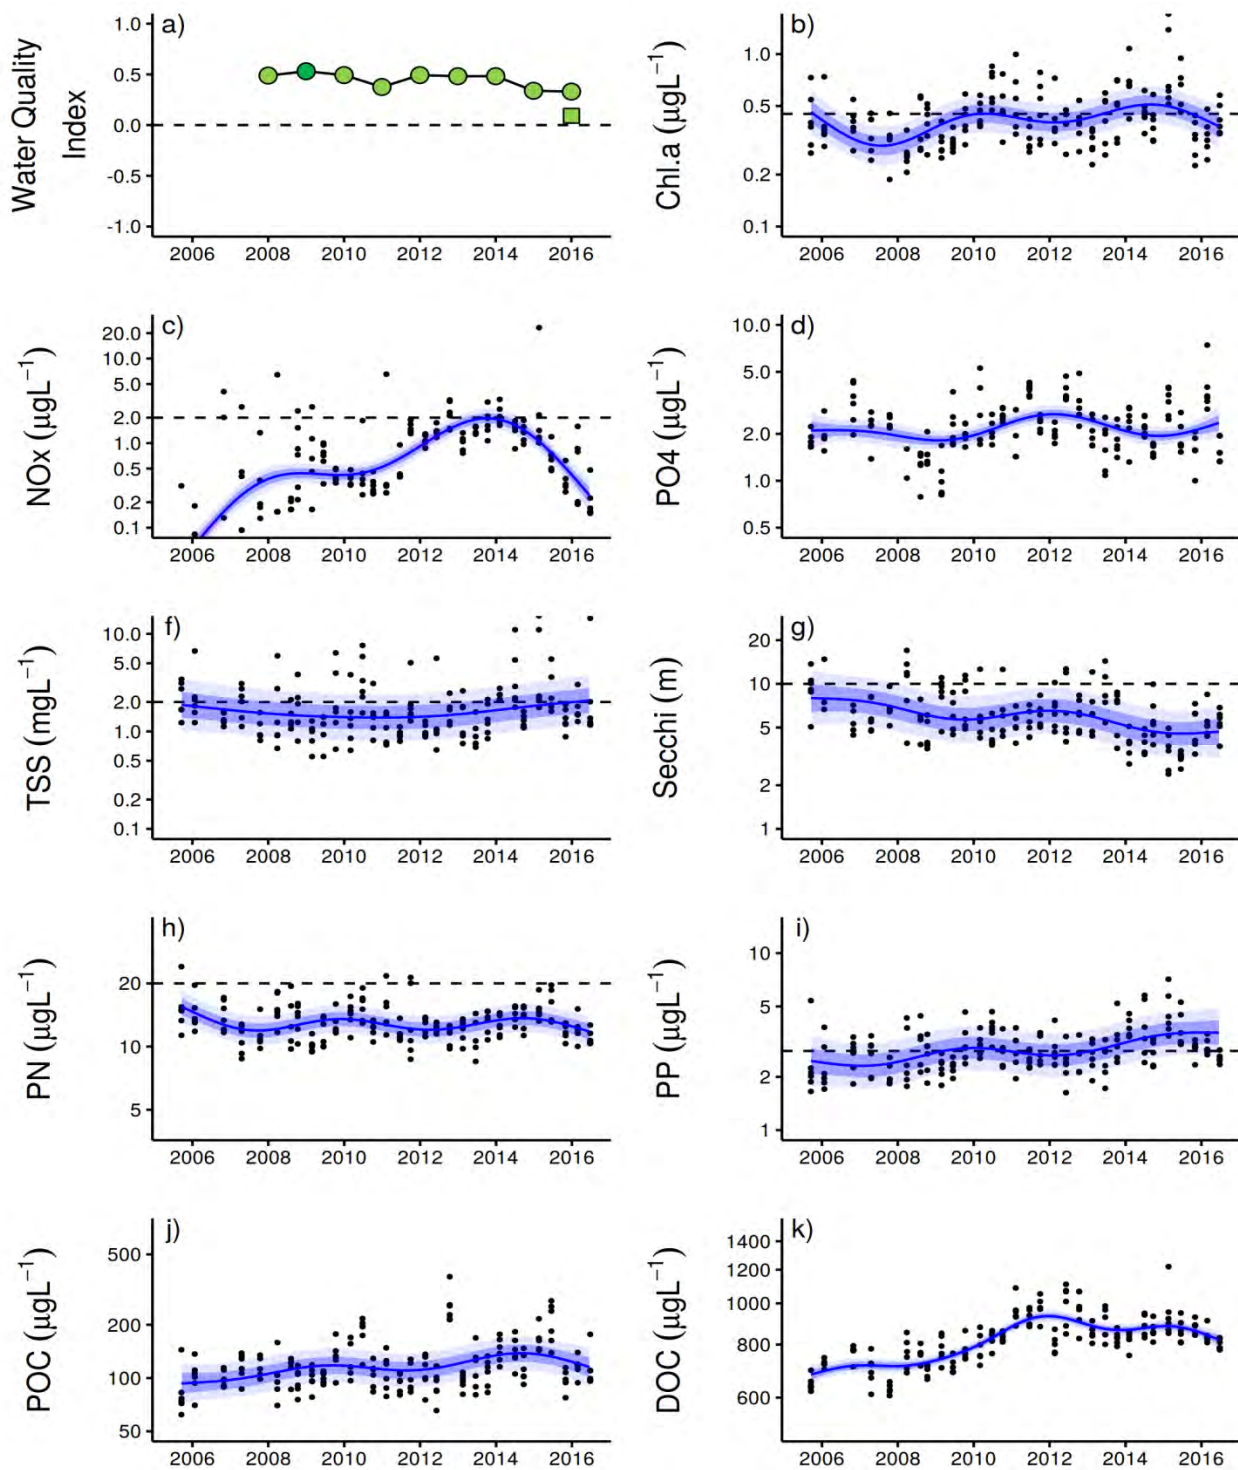 a)
Water Quality
Index
1.0
0.5
0.0
-0.5
-1.0
2006 2008 2010 2012 2014 2016
b)
Chl.a (µgL⁻¹)
1.0
0.5
0.2
0.1
2006 2008 2010 2012 2014 2016
c)
NOx (µgL⁻¹)
20.0
10.0
5.0
2.0
1.0
0.5
0.2
0.1
2006 2008 2010 2012 2014 2016
d)
PO4 (µgL⁻¹)
10.0
5.0
2.0
1.0
0.5
2006 2008 2010 2012 2014 2016
f)
TSS (mgL⁻¹)
10.0
5.0
2.0
1.0
0.5
0.2
0.1
2006 2008 2010 2012 2014 2016
g)
Secchi (m)
20
10
5
2
1
2006 2008 2010 2012 2014 2016
h)
PN (µgL⁻¹)
20
10
5
2006 2008 2010 2012 2014 2016
i)
PP (µgL⁻¹)
10
5
2
1
2006 2008 2010 2012 2014 2016
j)
POC (µgL⁻¹)
500
200
100
50
2006 2008 2010 2012 2014 2016
k)
DOC (µgL⁻¹)
1400
1200
1000
800
600
2006 2008 2010 2012 2014 2016